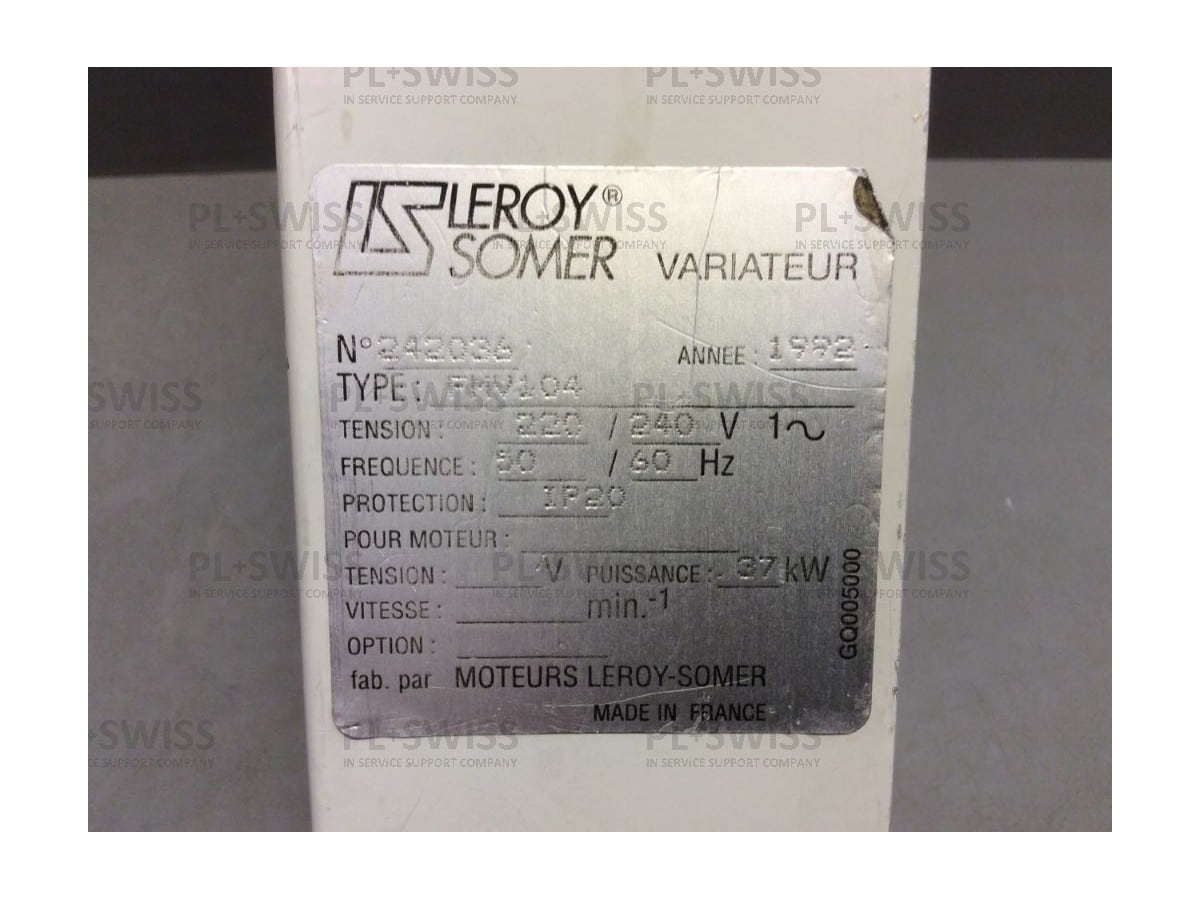 LEROY®
SOMER VARIATEUR
N° 242036 ANNEE : 1992
TYPE : FMV104
TENSION : 220 / 240 V 1~
FREQUENCE : 50 / 60 Hz
PROTECTION : IP20
POUR MOTEUR :
TENSION : V PUISSANCE : 37 kW
VITESSE : min.-1
OPTION :
fab. par MOTEURS LEROY-SOMER
MADE IN FRANCE
GQ005000
PL+SWISS
IN SERVICE SUPPORT COMPANY